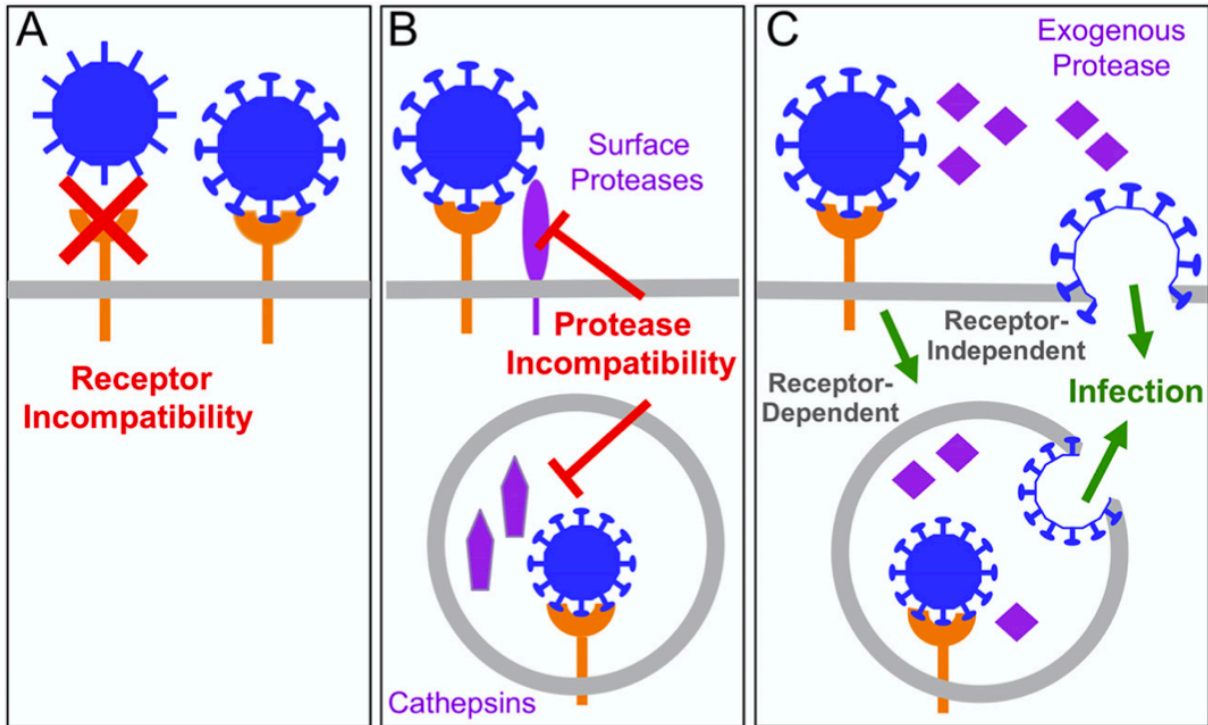 A
Receptor
Incompatibility
B
Surface
Proteases
Protease
Incompatibility
Cathepsins
C
Exogenous
Protease
Receptor-
Independent
Receptor-
Dependent
Infection